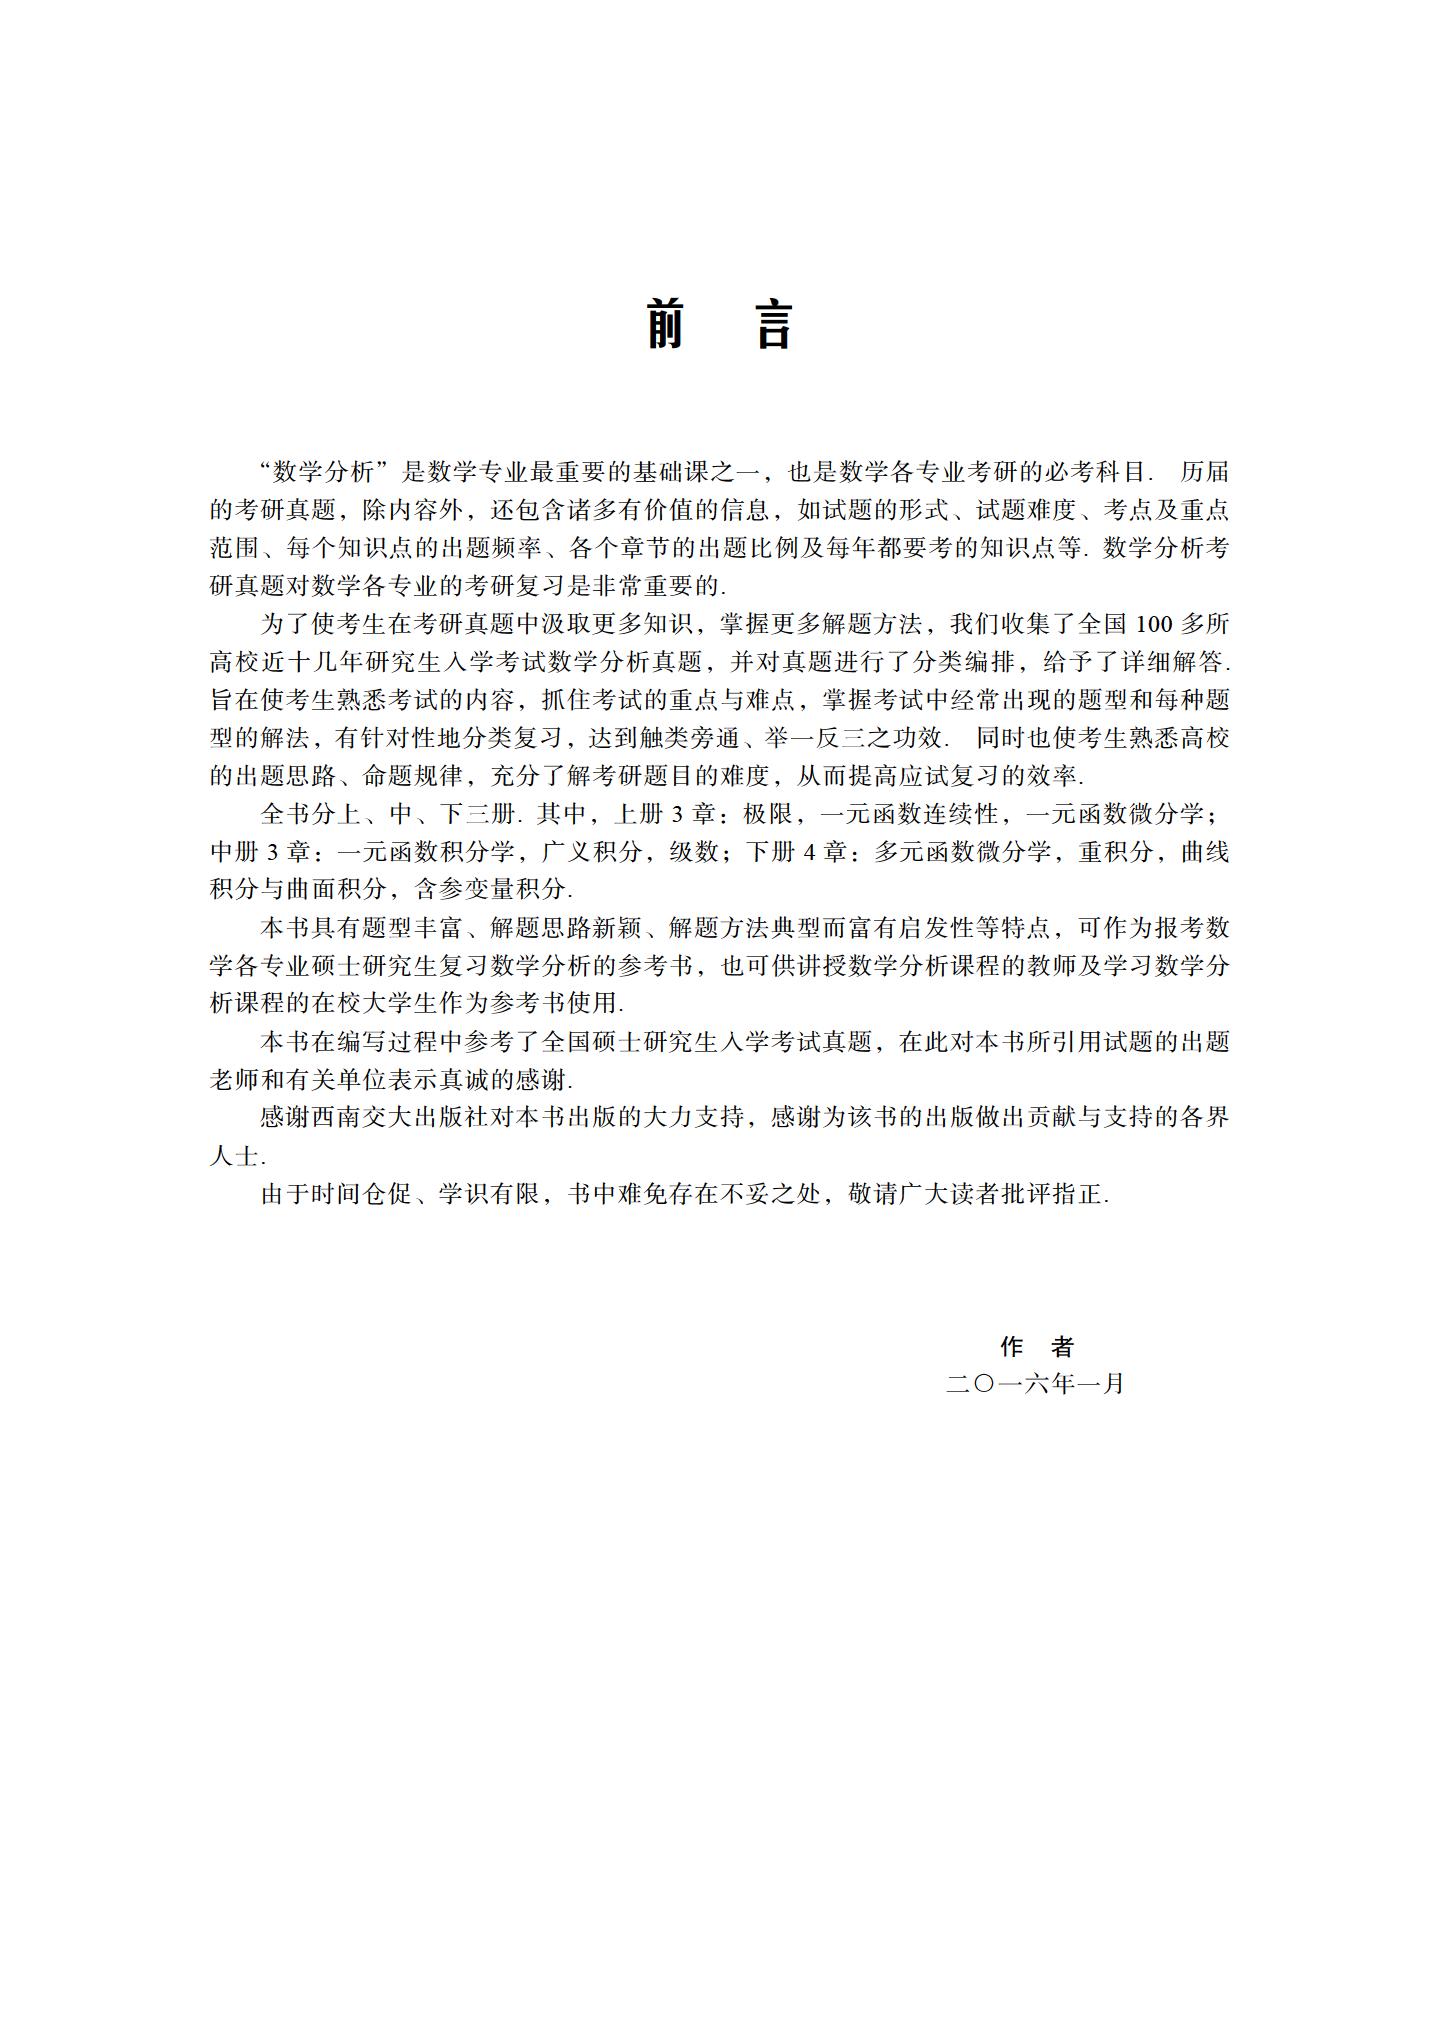 前 言
“数学分析”是数学专业最重要的基础课之一，也是数学各专业考研的必考科目. 历届
的考研真题，除内容外，还包含诸多有价值的信息，如试题的形式、试题难度、考点及重点
范围、每个知识点的出题频率、各个章节的出题比例及每年都要考的知识点等. 数学分析考
研真题对数学各专业的考研复习是非常重要的.
为了使考生在考研真题中汲取更多知识，掌握更多解题方法，我们收集了全国 100 多所
高校近十几年研究生入学考试数学分析真题，并对真题进行了分类编排，给予了详细解答.
旨在使考生熟悉考试的内容，抓住考试的重点与难点，掌握考试中经常出现的题型和每种题
型的解法，有针对性地分类复习，达到触类旁通、举一反三之功效. 同时也使考生熟悉高校
的出题思路、命题规律，充分了解考研题目的难度，从而提高应试复习的效率.
全书分上、中、下三册. 其中，上册 3 章：极限，一元函数连续性，一元函数微分学；
中册 3 章：一元函数积分学，广义积分，级数；下册 4 章：多元函数微分学，重积分，曲线
积分与曲面积分，含参变量积分.
本书具有题型丰富、解题思路新颖、解题方法典型而富有启发性等特点，可作为报考数
学各专业硕士研究生复习数学分析的参考书，也可供讲授数学分析课程的教师及学习数学分
析课程的在校大学生作为参考书使用.
本书在编写过程中参考了全国硕士研究生入学考试真题，在此对本书所引用试题的出题
老师和有关单位表示真诚的感谢.
感谢西南交大出版社对本书出版的大力支持，感谢为该书的出版做出贡献与支持的各界
人士.
由于时间仓促、学识有限，书中难免存在不妥之处，敬请广大读者批评指正.
作 者
二〇一六年一月